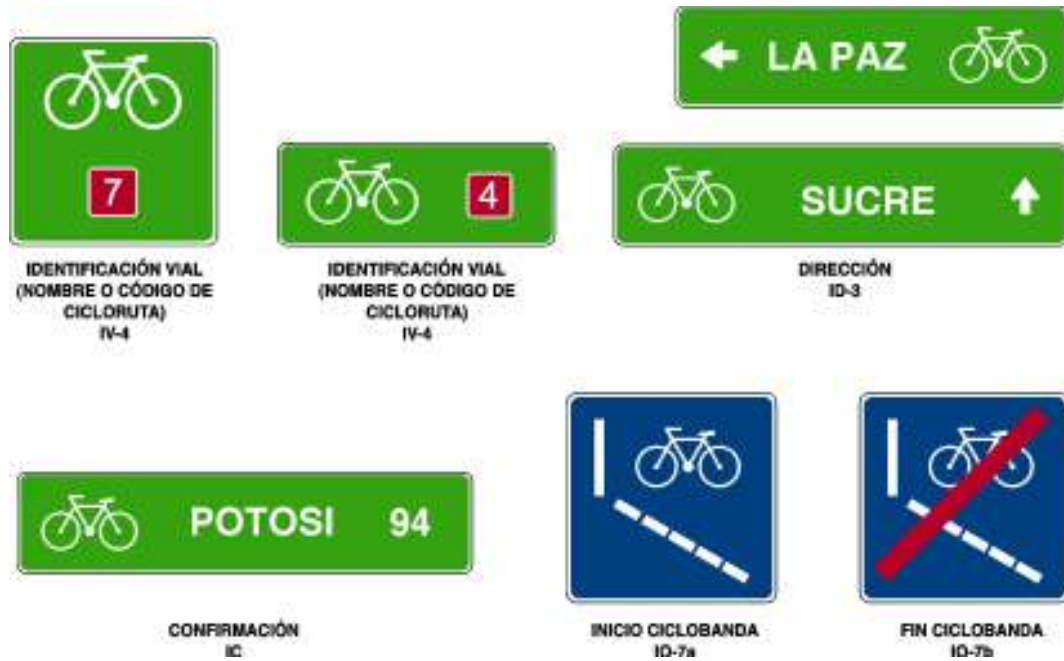 LA PAZ
7
4
SUCRE
IDENTIFICACIÓN VIAL
(NOMBRE O CÓDIGO DE
CICLORUTA)
IV-4
IDENTIFICACIÓN VIAL
(NOMBRE O CÓDIGO DE
CICLORUTA)
IV-4
DIRECCIÓN
ID-3
POTOSI 94
CONFIRMACIÓN
IC
INICIO CICLOBANDA
IO-7a
FIN CICLOBANDA
IO-7b